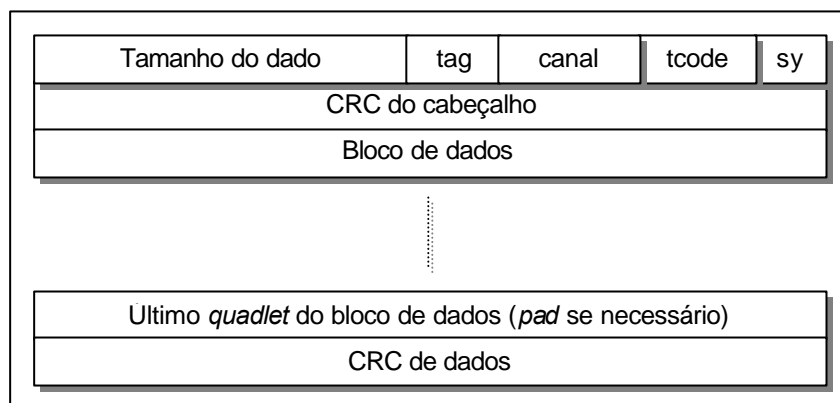 Tamanho do dado tag canal tcode sy
CRC do cabeçalho
Bloco de dados
Último quadlet do bloco de dados (pad se necessário)
CRC de dados